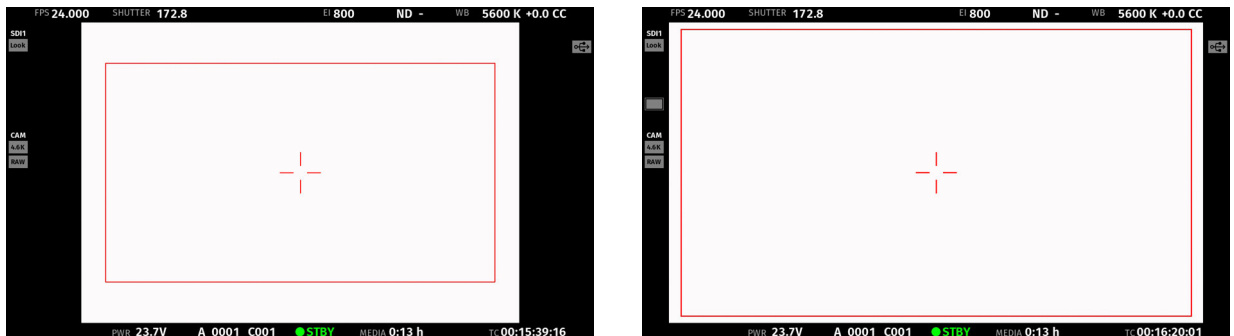 FPS 24.000 SHUTTER 172.8 EI 800 ND - WB 5600 K +0.0 CC
SDI1
Look
CAM
4.6K
RAW
PWR 23.7V A 0001 C001 STBY MEDIA 0:13 h TC 00:15:39:16
FPS 24.000 SHUTTER 172.8 EI 800 ND - WB 5600 K +0.0 CC
SDI1
Look
CAM
4.6K
RAW
PWR 23.7V A 0001 C001 STBY MEDIA 0:13 h TC 00:16:20:01